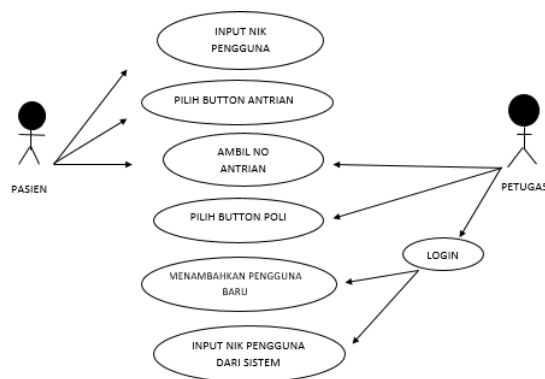 INPUT NIK
PENGGUNA
PILIH BUTTON ANTRIAN
AMBIL NO
ANTRIAN
PASIEN
PETUGAS
PILIH BUTTON POLI
LOGIN
MENAMBAHKAN PENGGUNA
BARU
INPUT NIK PENGGUNA
DARI SISTEM